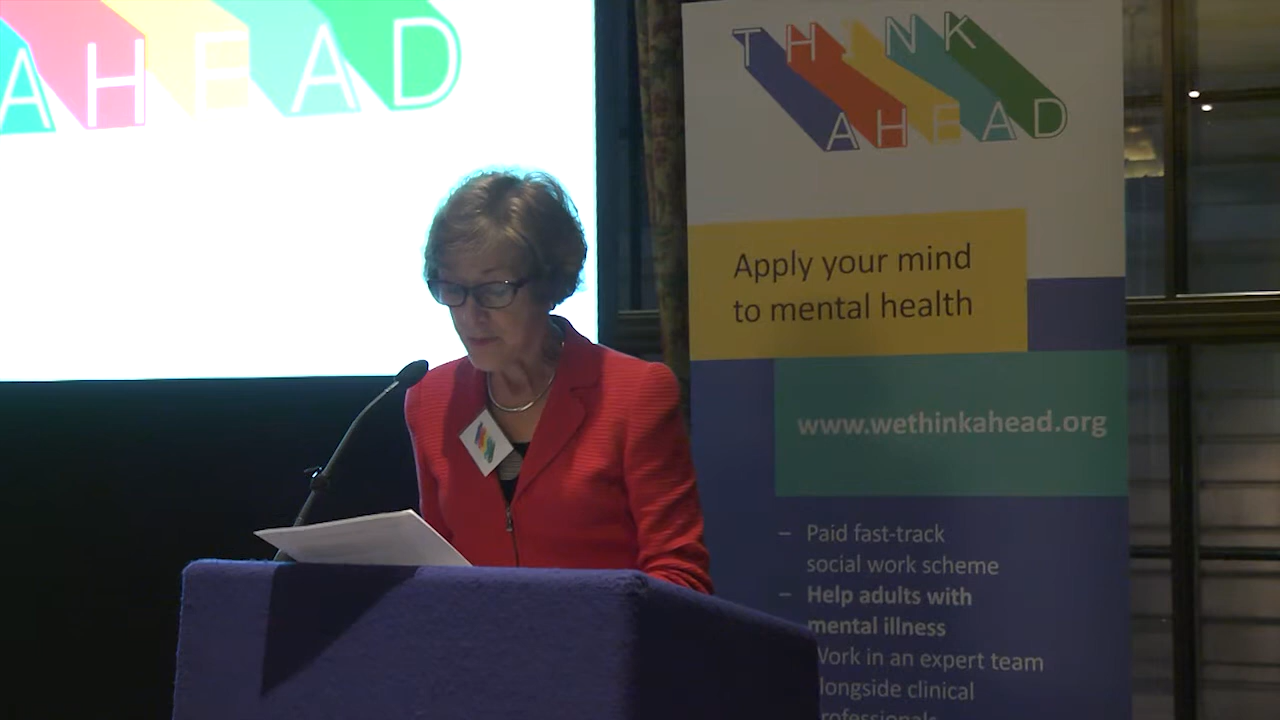 AHEAD
THINK
AHEAD
Apply your mind
to mental health
www.wethinkahead.org
– Paid fast-track
social work scheme
– Help adults with
mental illness
Work in an expert team
alongside clinical
professionals